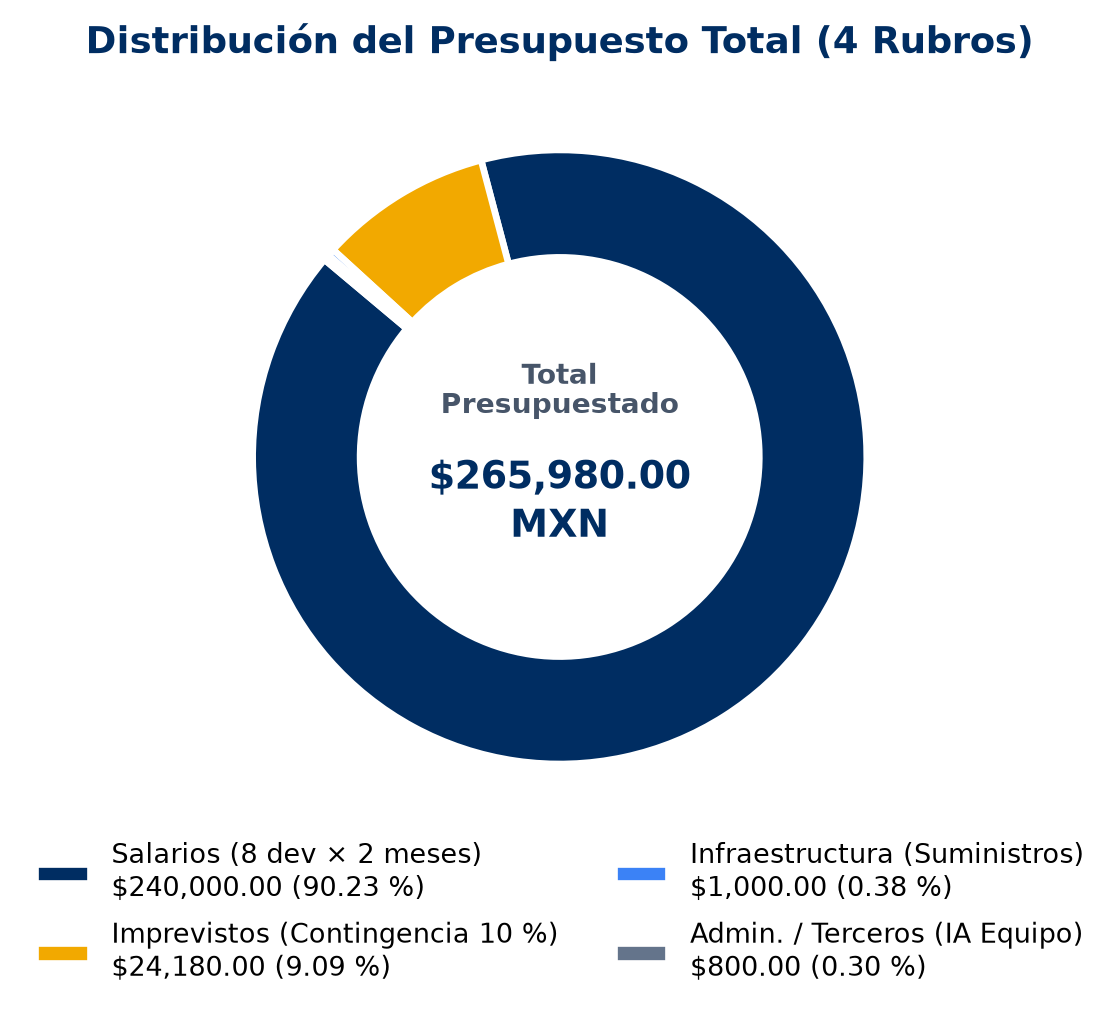 Distribución del Presupuesto Total (4 Rubros)
Total
Presupuestado
$265,980.00
MXN
Salarios (8 dev × 2 meses)
$240,000.00 (90.23 %)
Imprevistos (Contingencia 10 %)
$24,180.00 (9.09 %)
Infraestructura (Suministros)
$1,000.00 (0.38 %)
Admin. / Terceros (IA Equipo)
$800.00 (0.30 %)